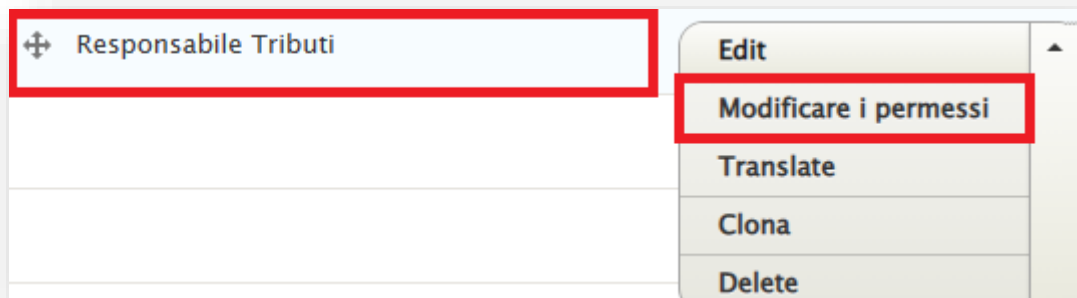 Responsabile Tributi
Edit
Modificare i permessi
Translate
Clona
Delete